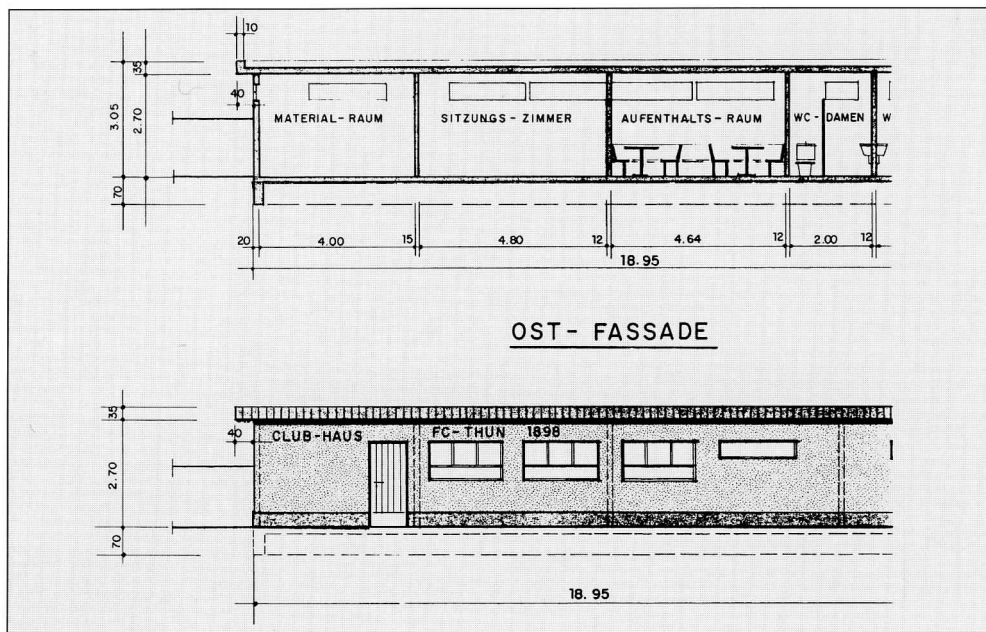 10
35
40
3.05
2.70
70
MATERIAL-RAUM
SITZUNGS-ZIMMER
AUFENTHALTS-RAUM
WC-DAMEN
W
20 4.00 15 4.80 12 4.64 12 2.00 12
18.95
OST-FASSADE
35
40
2.70
70
CLUB-HAUS
FC-THUN 1898
18.95